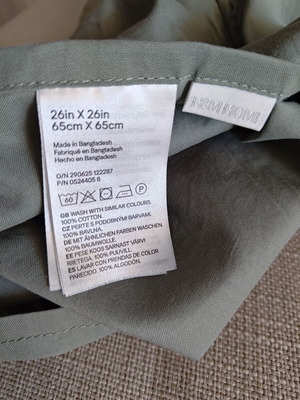 26in X 26in
65cm X 65cm
Made in Bangladesh
Fabriqué en Bangladesh
Hecho en Bangladesh
O/N 290625 122287
P/N 0524405 8
60
GB WASH WITH SIMILAR COLOURS.
100% COTTON.
CZ PERTE S PODOBNÝM BARVAMI.
100% BAVLNA.
DE MIT ÄHNLICHEN FARBEN WASCHEN.
100% BAUMWOLLE.
EE PESE KOOS SARNAST VÄRVI
RIIETEGA. 100% PUUVILL.
ES LAVAR CON PRENDAS DE COLOR
PARECIDO. 100% ALGODÓN.